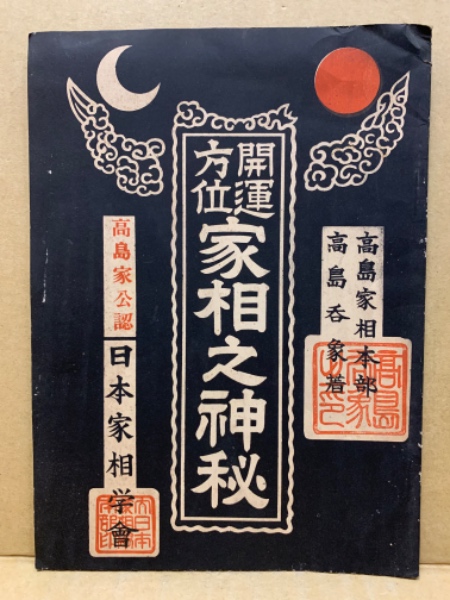 高島家相本部
高島呑象著
開運
方位
家相之神秘
高島家公認
日本家相学會